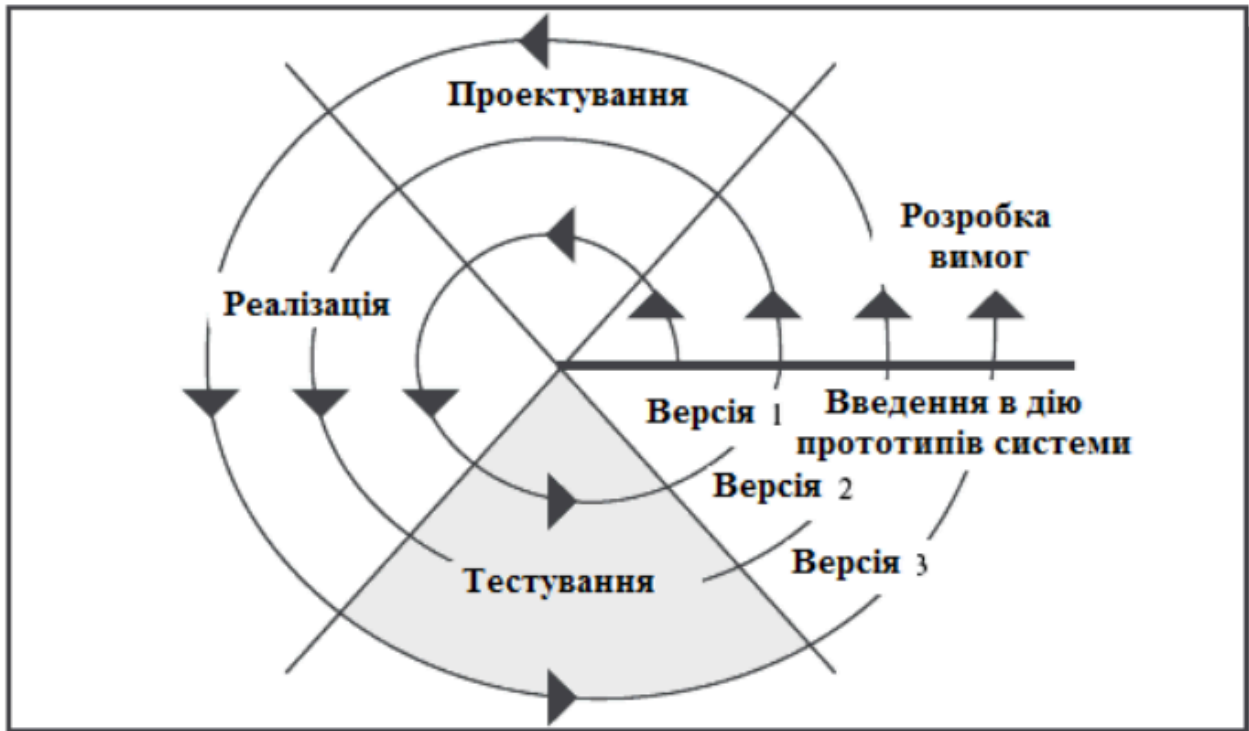 Проектування
Розробка
вимог
Реалізація
Версія 1
Введення в дію
прототипів системи
Версія 2
Версія 3
Тестування